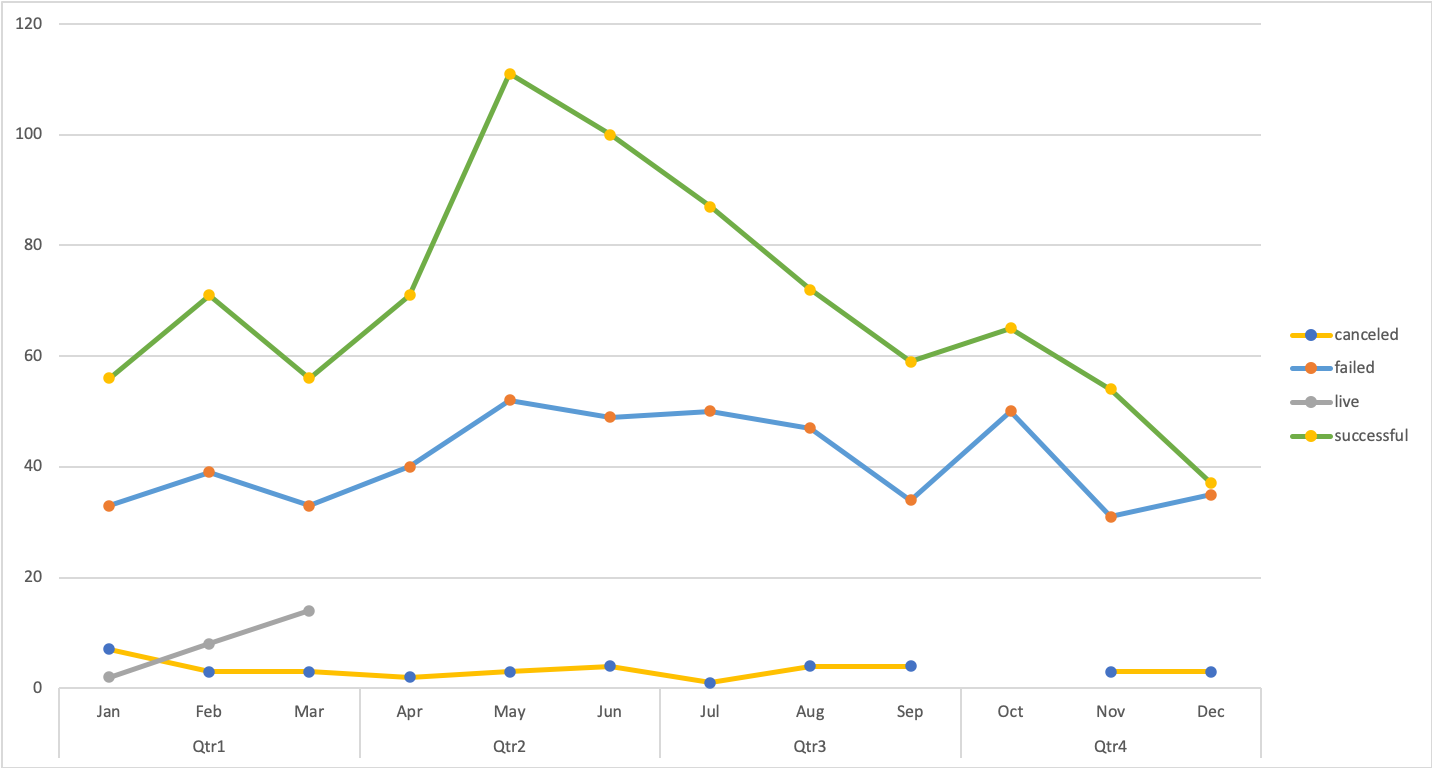 120
100
80
60
40
20
0
Jan Feb Mar Apr May Jun Jul Aug Sep Oct Nov Dec
Qtr1 Qtr2 Qtr3 Qtr4
canceled
failed
live
successful